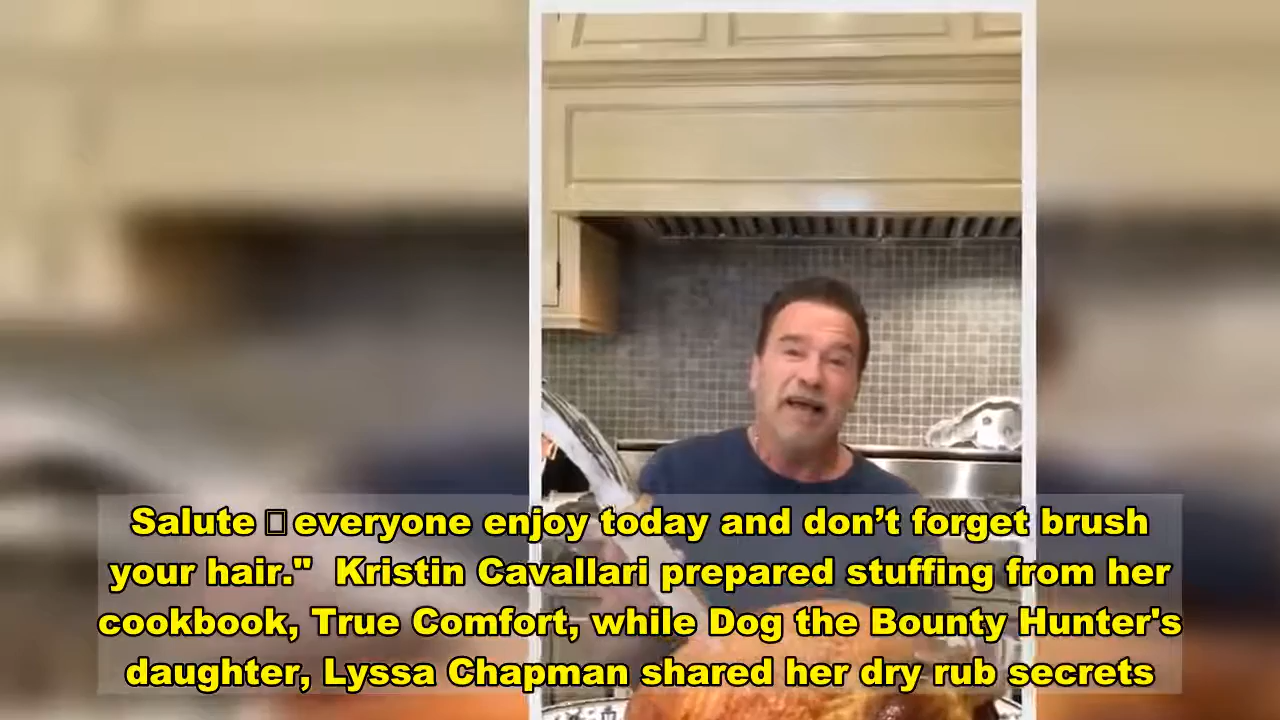 Salute □ everyone enjoy today and don’t forget brush
your hair."  Kristin Cavallari prepared stuffing from her
cookbook, True Comfort, while Dog the Bounty Hunter's
daughter, Lyssa Chapman shared her dry rub secrets